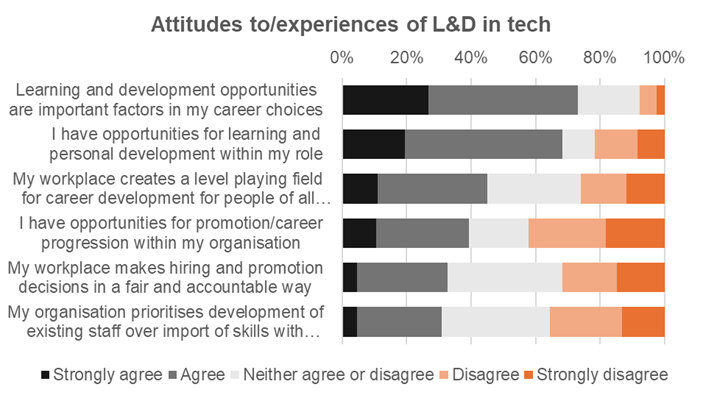 Attitudes to/experiences of L&D in tech
0% 20% 40% 60% 80% 100%
Learning and development opportunities
are important factors in my career choices
I have opportunities for learning and
personal development within my role
My workplace creates a level playing field
for career development for people of all…
I have opportunities for promotion/career
progression within my organisation
My workplace makes hiring and promotion
decisions in a fair and accountable way
My organisation prioritises development of
existing staff over import of skills with…
Strongly agree Agree Neither agree or disagree Disagree Strongly disagree